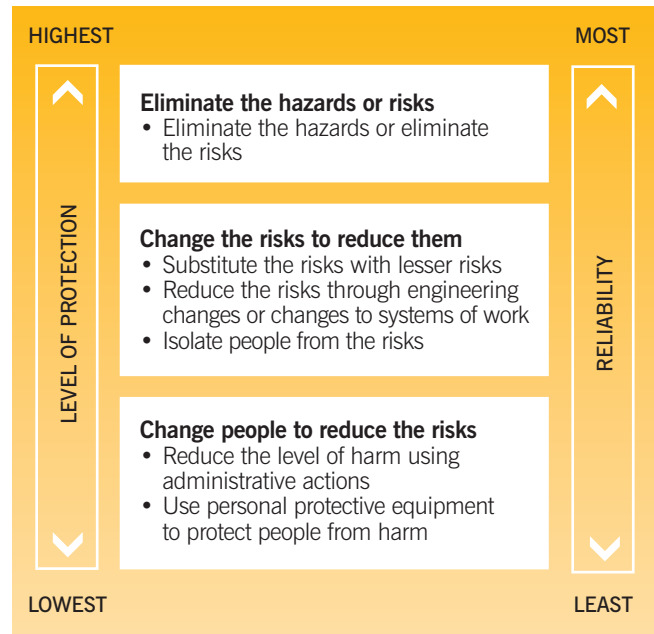 HIGHEST
MOST
Eliminate the hazards or risks
• Eliminate the hazards or eliminate
the risks
LEVEL OF PROTECTION
Change the risks to reduce them
• Substitute the risks with lesser risks
• Reduce the risks through engineering
changes or changes to systems of work
• Isolate people from the risks
RELIABILITY
Change people to reduce the risks
• Reduce the level of harm using
administrative actions
• Use personal protective equipment
to protect people from harm
LOWEST
LEAST